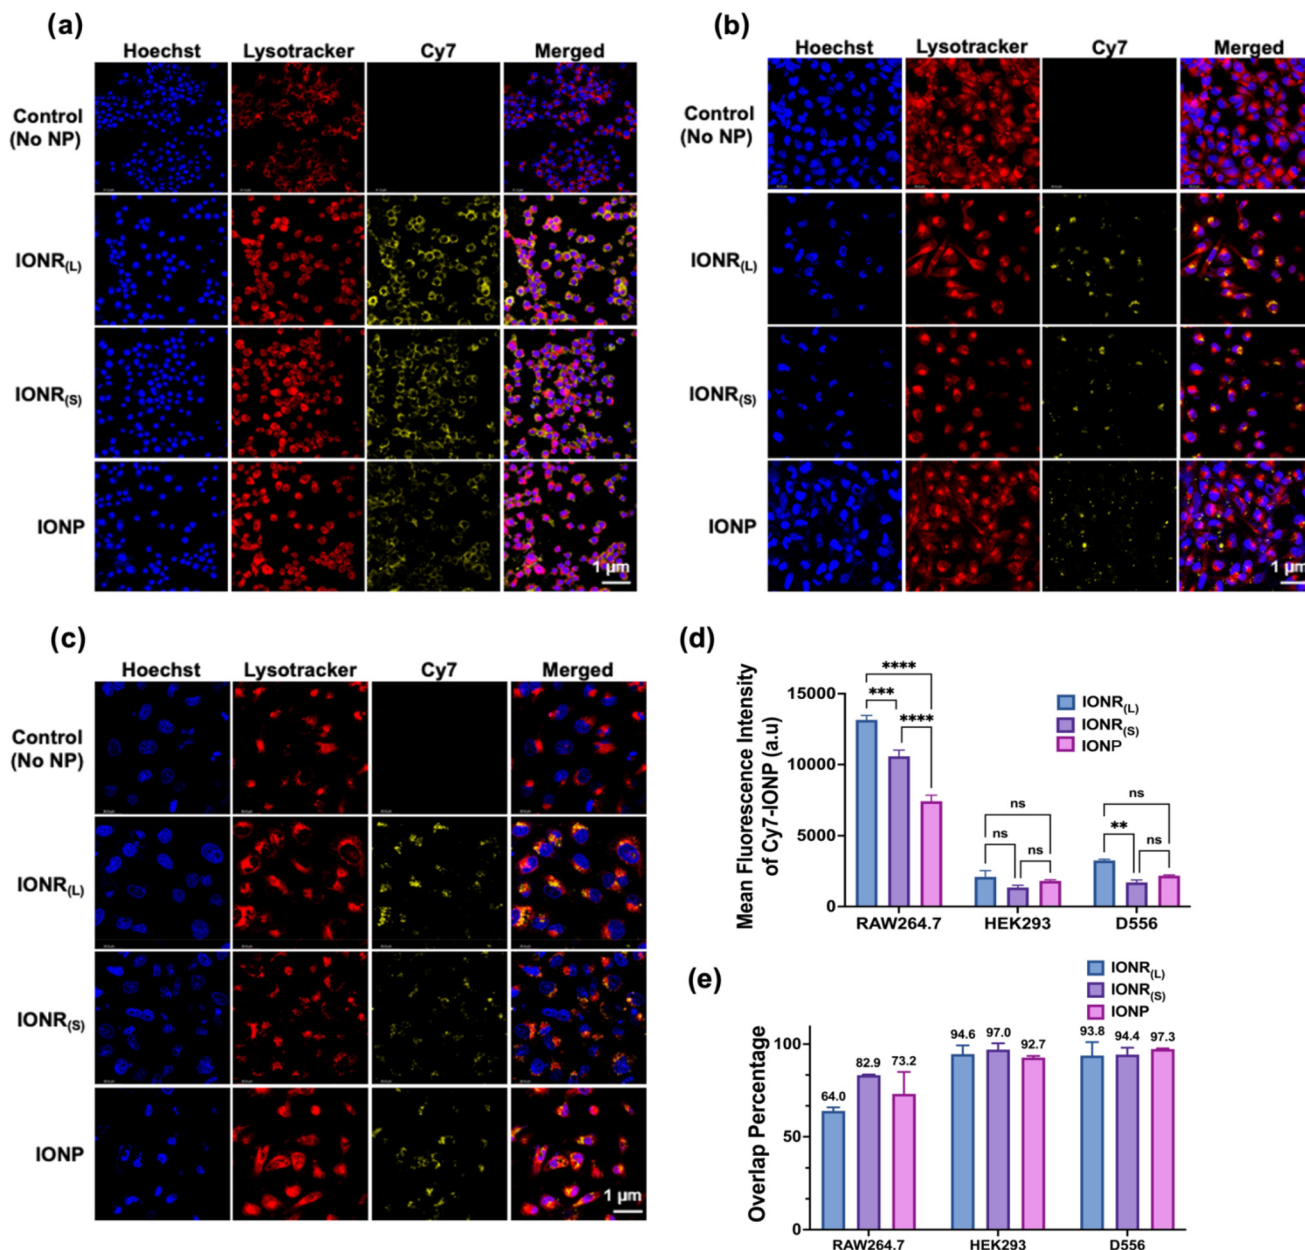 (a)
Hoechst Lysotracker Cy7 Merged
Control
(No NP)
IONR(L)
IONR(S)
IONP
1 µm
(b)
Hoechst Lysotracker Cy7 Merged
Control
(No NP)
IONR(L)
IONR(S)
IONP
1 µm
(c)
Hoechst Lysotracker Cy7 Merged
Control
(No NP)
IONR(L)
IONR(S)
IONP
1 µm
(d)
Mean Fluorescence Intensity
of Cy7-IONP (a.u)
15000
10000
5000
0
****
***
****
ns
ns
ns
ns
**
ns
IONR(L)
IONR(S)
IONP
RAW264.7 HEK293 D556
(e)
IONR(L)
IONR(S)
IONP
Overlap Percentage
100
50
0
64.0 82.9 73.2 94.6 97.0 92.7 93.8 94.4 97.3
RAW264.7 HEK293 D556